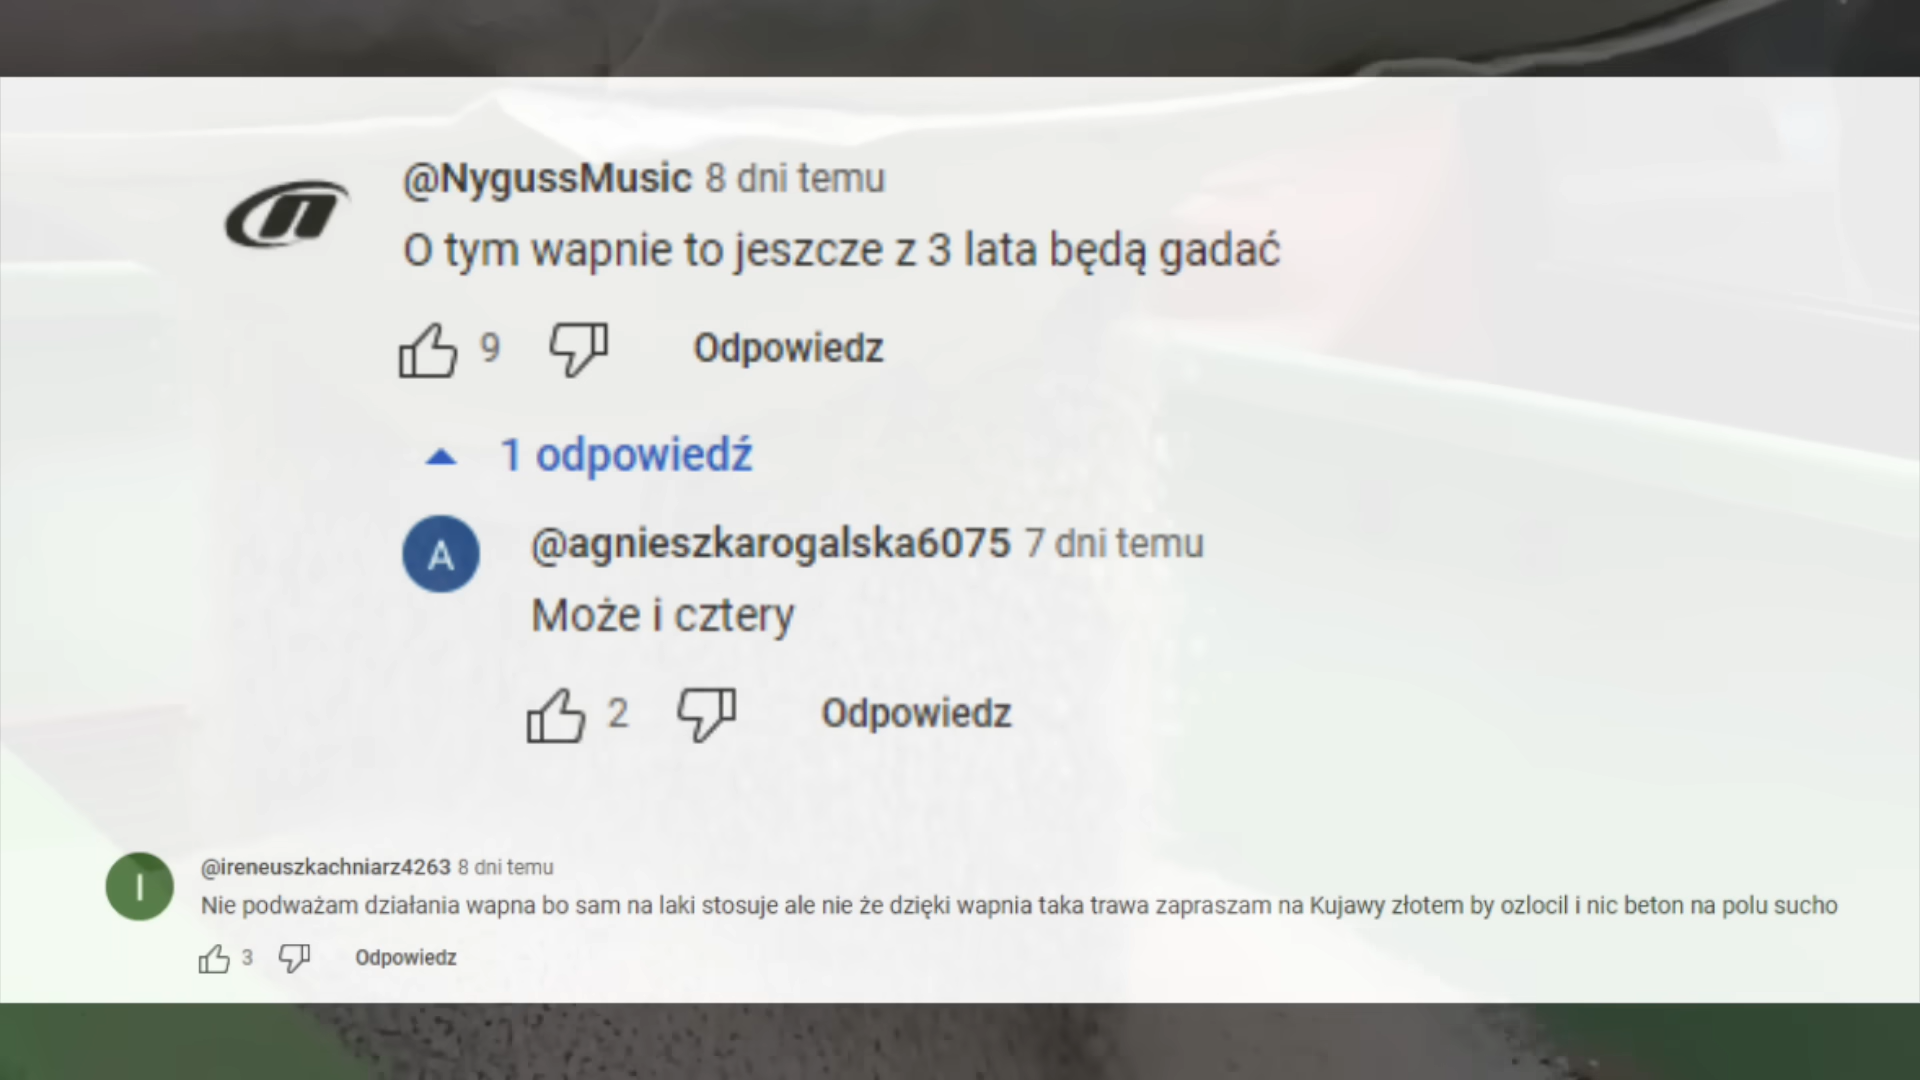 @NygussMusic 8 dni temu
O tym wapnie to jeszcze z 3 lata będą gadać
9 Odpowiedz
1 odpowiedź
A @agnieszkarogalska6075 7 dni temu
Może i cztery
2 Odpowiedz
I @ireneuszkachniarz4263 8 dni temu
Nie podważam działania wapna bo sam na laki stosuje ale nie że dzięki wapnia taka trawa zapraszam na Kujawy złotem by ozlocil i nic beton na polu sucho
3 Odpowiedz